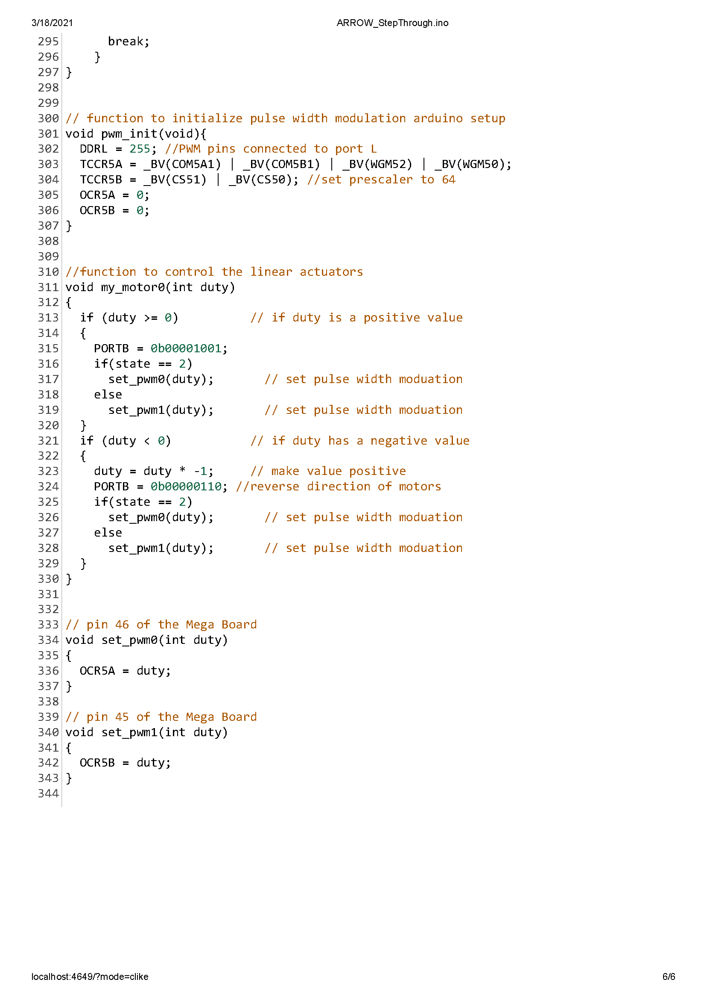 3/18/2021 ARROW_StepThrough.ino
295       break;
296     }
297 }
298
299
300 // function to initialize pulse width modulation arduino setup
301 void pwm_init(void){
302   DDRL = 255; //PWM pins connected to port L
303   TCCR5A = _BV(COM5A1) | _BV(COM5B1) | _BV(WGM52) | _BV(WGM50);
304   TCCR5B = _BV(CS51) | _BV(CS50); //set prescaler to 64
305   OCR5A = 0;
306   OCR5B = 0;
307 }
308
309
310 //function to control the linear actuators
311 void my_motor0(int duty)
312 {
313   if (duty >= 0)          // if duty is a positive value
314   {
315     PORTB = 0b00001001;
316     if(state == 2)
317       set_pwm0(duty);       // set pulse width moduation
318     else
319       set_pwm1(duty);       // set pulse width moduation
320   }
321   if (duty < 0)           // if duty has a negative value
322   {
323     duty = duty * -1;     // make value positive
324     PORTB = 0b00000110; //reverse direction of motors
325     if(state == 2)
326       set_pwm0(duty);       // set pulse width moduation
327     else
328       set_pwm1(duty);       // set pulse width moduation
329   }
330 }
331
332
333 // pin 46 of the Mega Board
334 void set_pwm0(int duty)
335 {
336   OCR5A = duty;
337 }
338
339 // pin 45 of the Mega Board
340 void set_pwm1(int duty)
341 {
342   OCR5B = duty;
343 }
344
localhost:4649/?mode=clike 6/6